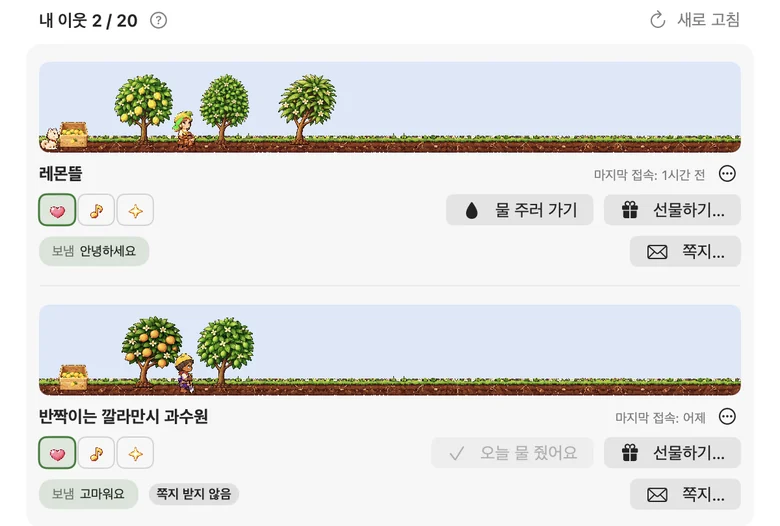 내 이웃 2 / 20 ?
새로 고침
레몬뜰
마지막 접속: 1시간 전
물 주러 가기
선물하기...
보냄 안녕하세요
쪽지...
반짝이는 깔라만시 과수원
마지막 접속: 어제
오늘 물 줬어요
선물하기...
보냄 고마워요
쪽지 받지 않음
쪽지...